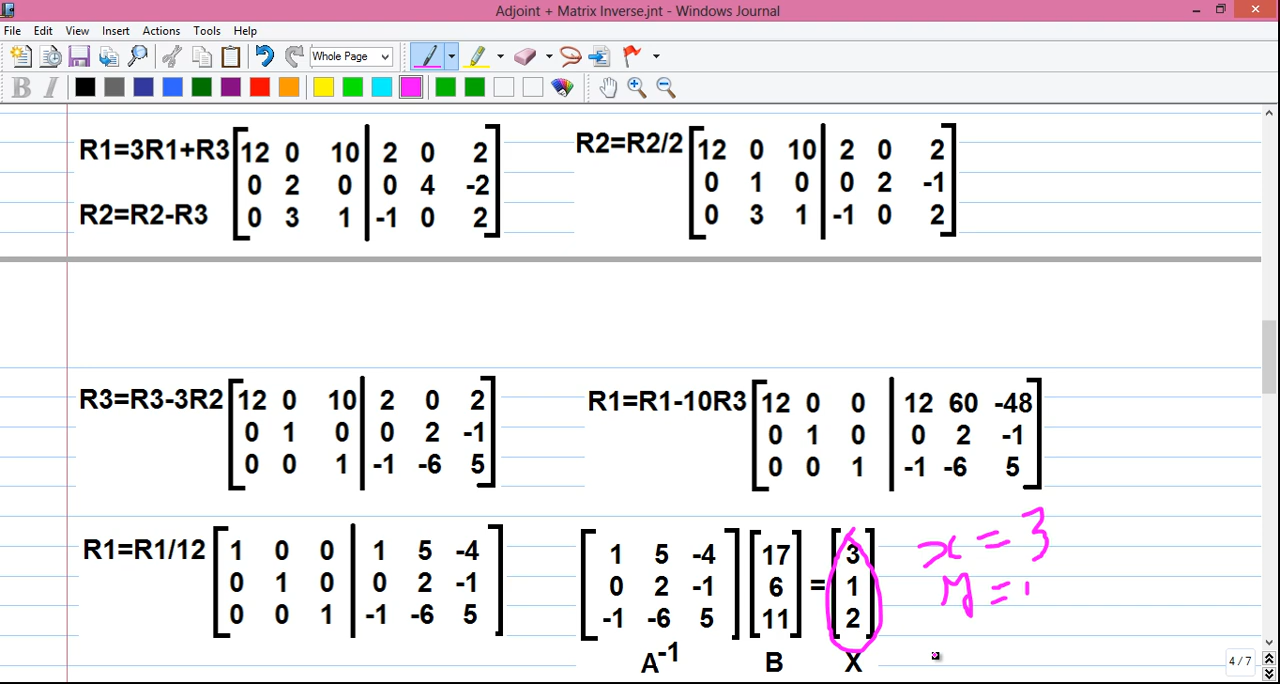 Adjoint + Matrix Inverse.jnt - Windows Journal
File Edit View Insert Actions Tools Help
Whole Page
B I
R1=3R1+R3 12 0 10 2 0 2
0 2 0 0 4 -2
R2=R2-R3 0 3 1 -1 0 2
R2=R2/2 12 0 10 2 0 2
0 1 0 0 2 -1
0 3 1 -1 0 2
R3=R3-3R2 12 0 10 2 0 2
0 1 0 0 2 -1
0 0 1 -1 -6 5
R1=R1-10R3 12 0 0 12 60 -48
0 1 0 0 2 -1
0 0 1 -1 -6 5
R1=R1/12 1 0 0 1 5 -4
0 1 0 0 2 -1
0 0 1 -1 -6 5
1 5 -4 17 3
0 2 -1 6 = 1
-1 -6 5 11 2
A-1 B X
x = 3
y = 1
4 / 7